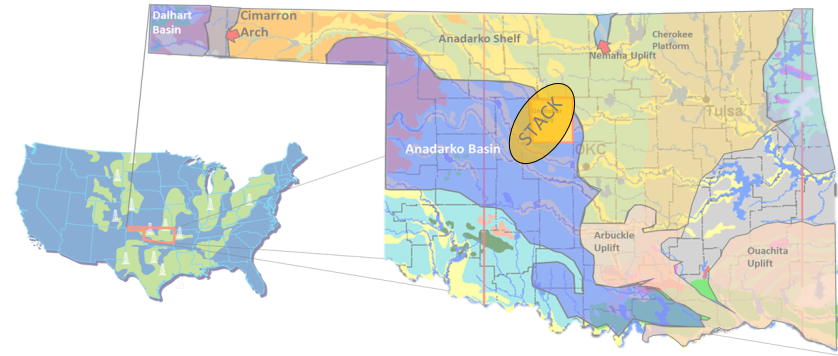 Dalhart
Basin
Cimarron
Arch
Anadarko Shelf
Cherokee
Platform
Nemaha Uplift
Tulsa
STACK
OKC
Anadarko Basin
Arbuckle
Uplift
Ouachita
Uplift